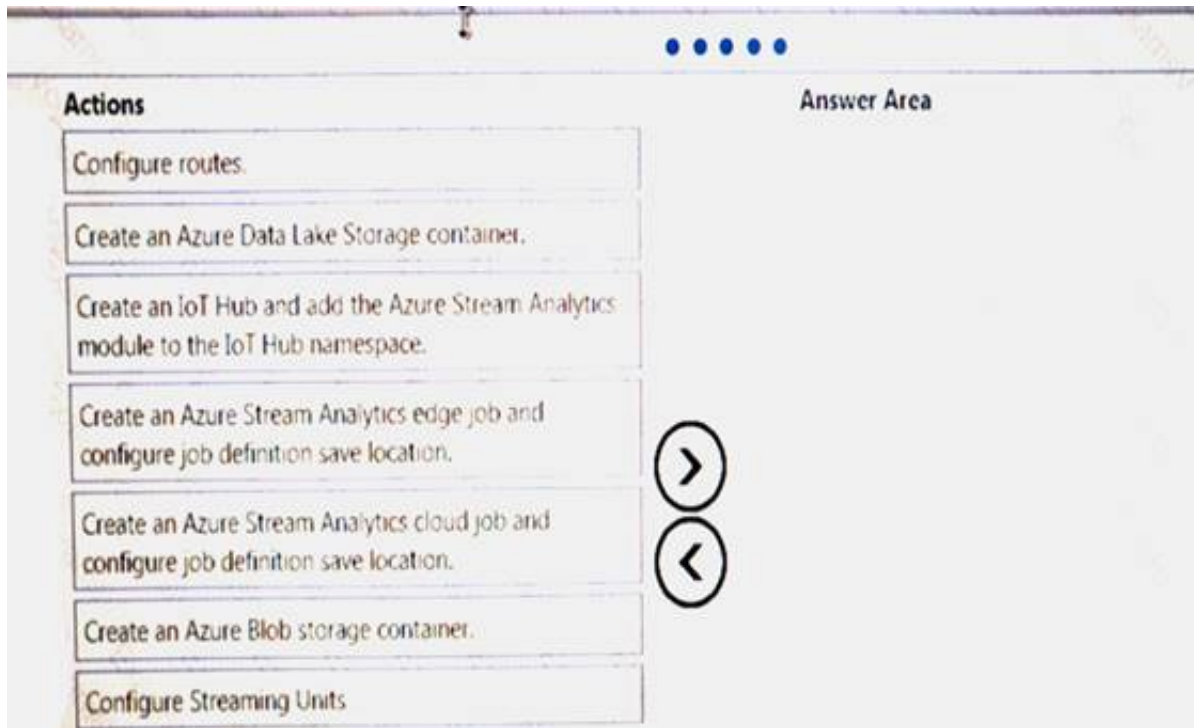 Actions
Answer Area
Configure routes.
Create an Azure Data Lake Storage container.
Create an IoT Hub and add the Azure Stream Analytics
module to the IoT Hub namespace.
Create an Azure Stream Analytics edge job and
configure job definition save location.
Create an Azure Stream Analytics cloud job and
configure job definition save location.
Create an Azure Blob storage container.
Configure Streaming Units